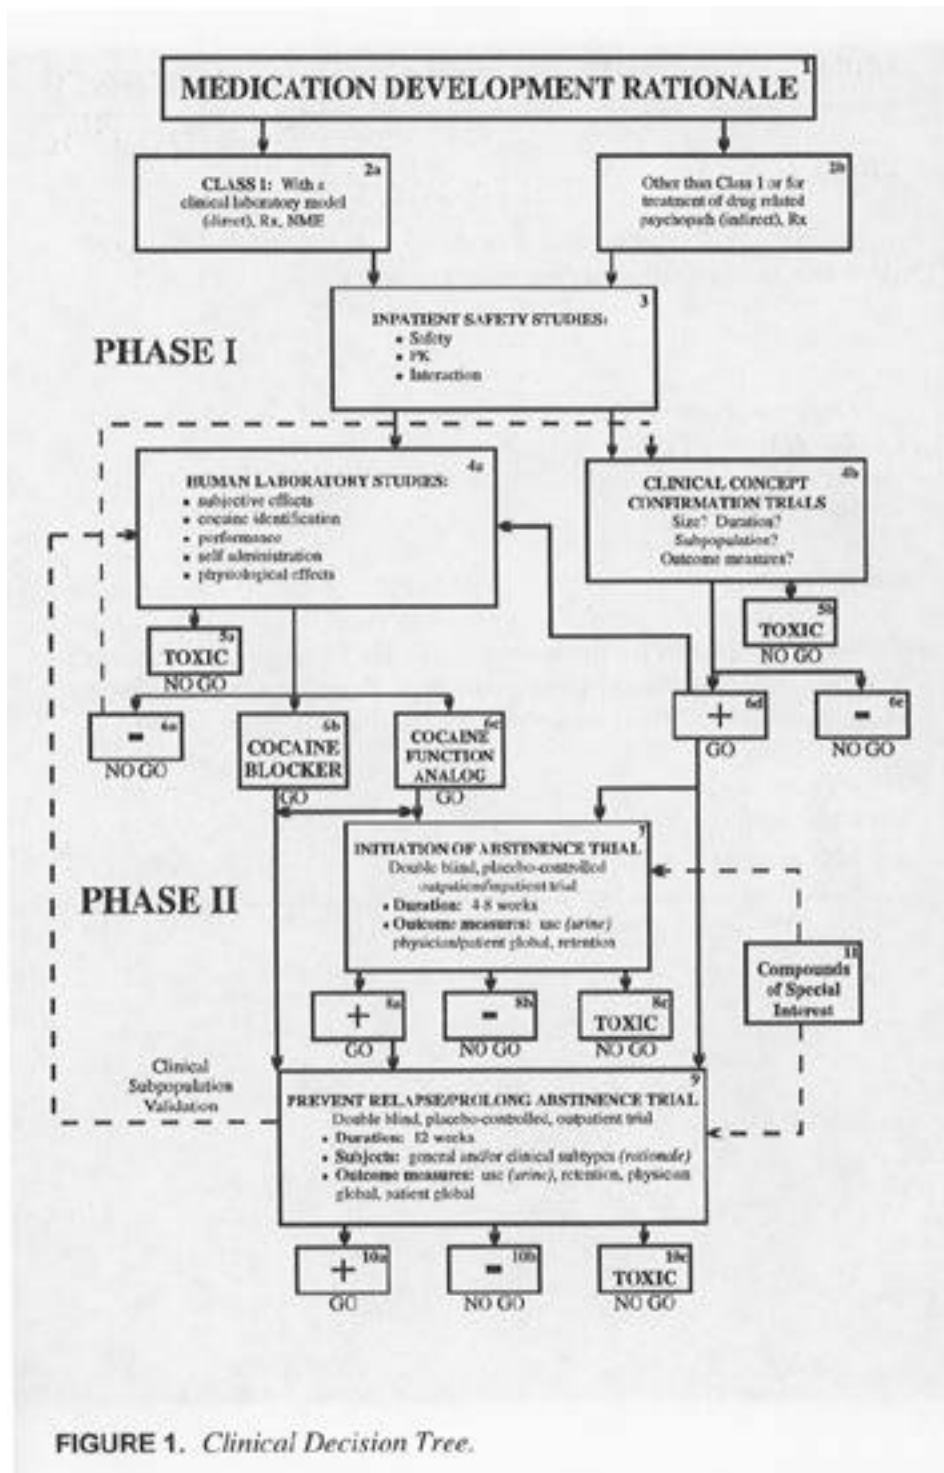 1
MEDICATION DEVELOPMENT RATIONALE
2a
CLASS I: With a
clinical laboratory model
(direct), Rx, NME
2b
Other than Class I or for
treatment of drug related
psychopath (indirect), Rx
3
INPATIENT SAFETY STUDIES:
• Safety
• PK
• Interaction
PHASE I
4a
HUMAN LABORATORY STUDIES:
• subjective effects
• cocaine identification
• performance
• self administration
• physiological effects
4b
CLINICAL CONCEPT
CONFIRMATION TRIALS
Size? Duration?
Subpopulation?
Outcome measures?
5a
TOXIC
NO GO
5b
TOXIC
NO GO
6a
-
NO GO
6b
COCAINE
BLOCKER
GO
6c
COCAINE
FUNCTION
ANALOG
GO
6d
+
GO
6e
-
NO GO
PHASE II
7
INITIATION OF ABSTINENCE TRIAL
Double blind, placebo-controlled
outpatient/inpatient trial
• Duration: 4-8 weeks
• Outcome measures: use (urine)
physician/patient global, retention
11
Compounds
of Special
Interest
8a
+
GO
8b
-
NO GO
8c
TOXIC
NO GO
Clinical
Subpopulation
Validation
9
PREVENT RELAPSE/PROLONG ABSTINENCE TRIAL
Double blind, placebo-controlled, outpatient trial
• Duration: 12 weeks
• Subjects: general and/or clinical subtypes (rationale)
• Outcome measures: use (urine), retention, physician
global, patient global
10a
+
GO
10b
-
NO GO
10c
TOXIC
NO GO
FIGURE 1. Clinical Decision Tree.